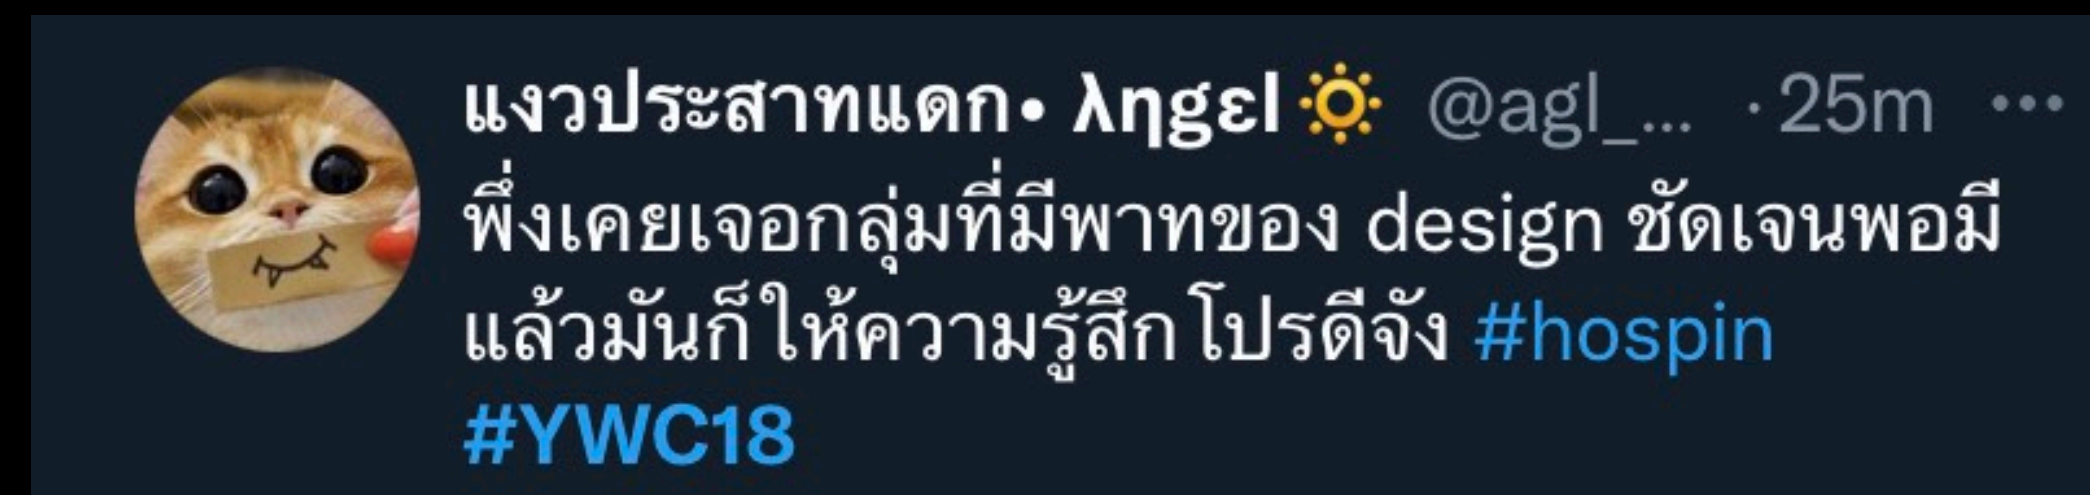 แงวประสาทแดก• ληgεl🔆 @agl_... · 25m ...
พึ่งเคยเจอกลุ่มที่มีพาทของ design ชัดเจนพอมี
แล้วมันก็ให้ความรู้สึกโปรดีจัง #hospin
#YWC18